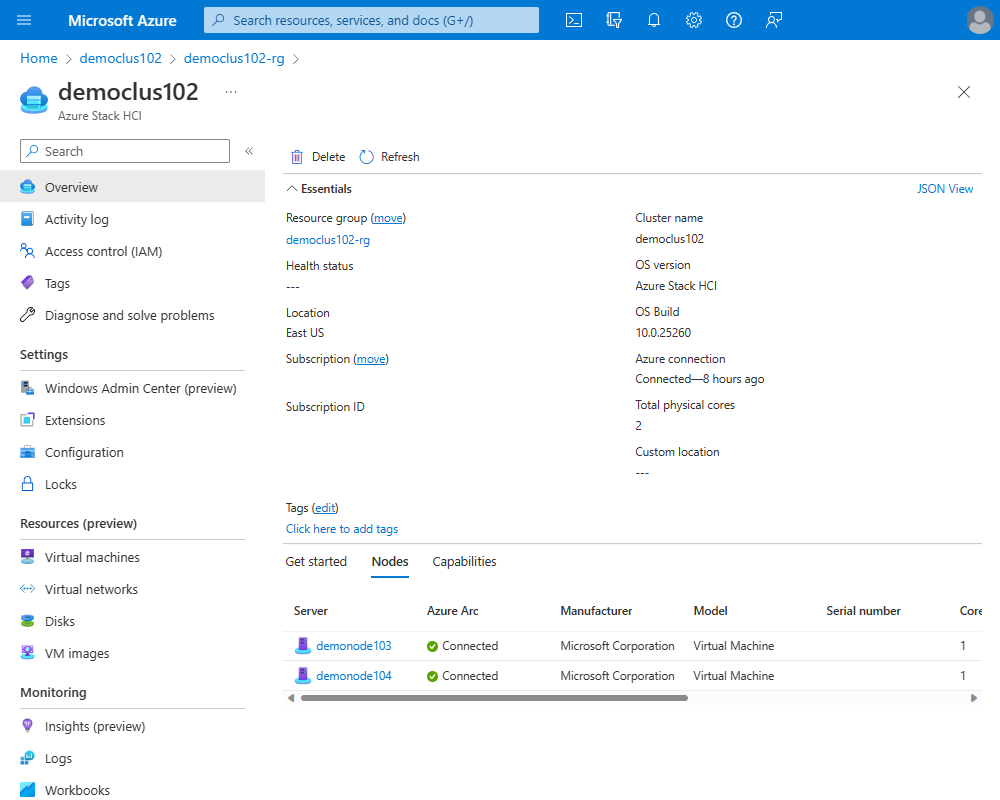 Microsoft Azure
Search resources, services, and docs (G+/)
Home > democlus102 > democlus102-rg >
democlus102 ...
Azure Stack HCI
Search «
Overview
Activity log
Access control (IAM)
Tags
Diagnose and solve problems
Settings
Windows Admin Center (preview)
Extensions
Configuration
Locks
Resources (preview)
Virtual machines
Virtual networks
Disks
VM images
Monitoring
Insights (preview)
Logs
Workbooks
Delete Refresh
Essentials JSON View
Resource group (move)
democlus102-rg
Health status
---
Location
East US
Subscription (move)
Subscription ID
Cluster name
democlus102
OS version
Azure Stack HCI
OS Build
10.0.25260
Azure connection
Connected—8 hours ago
Total physical cores
2
Custom location
---
Tags (edit)
Click here to add tags
Get started Nodes Capabilities
Server Azure Arc Manufacturer Model Serial number Core
demonode103 Connected Microsoft Corporation Virtual Machine 1
demonode104 Connected Microsoft Corporation Virtual Machine 1